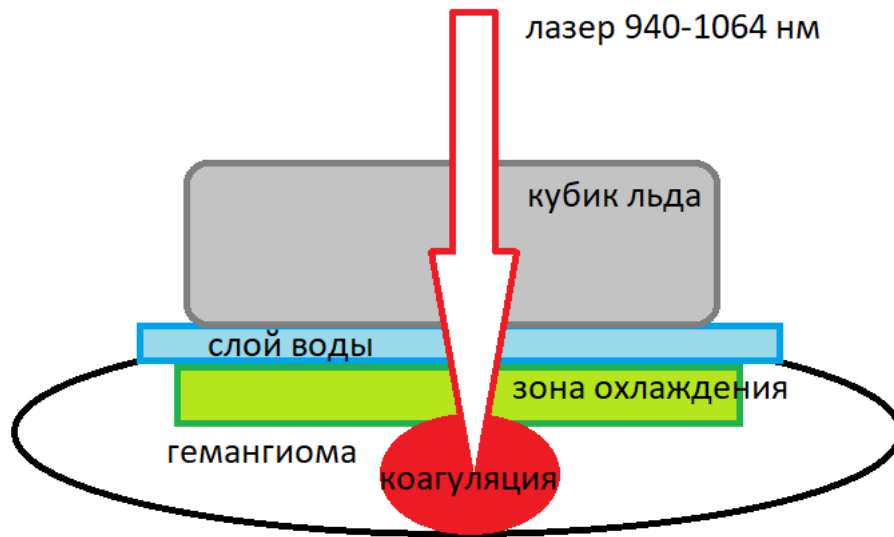 лазер 940-1064 нм
кубик льда
слой воды
зона охлаждения
гемангиома
коагуляция